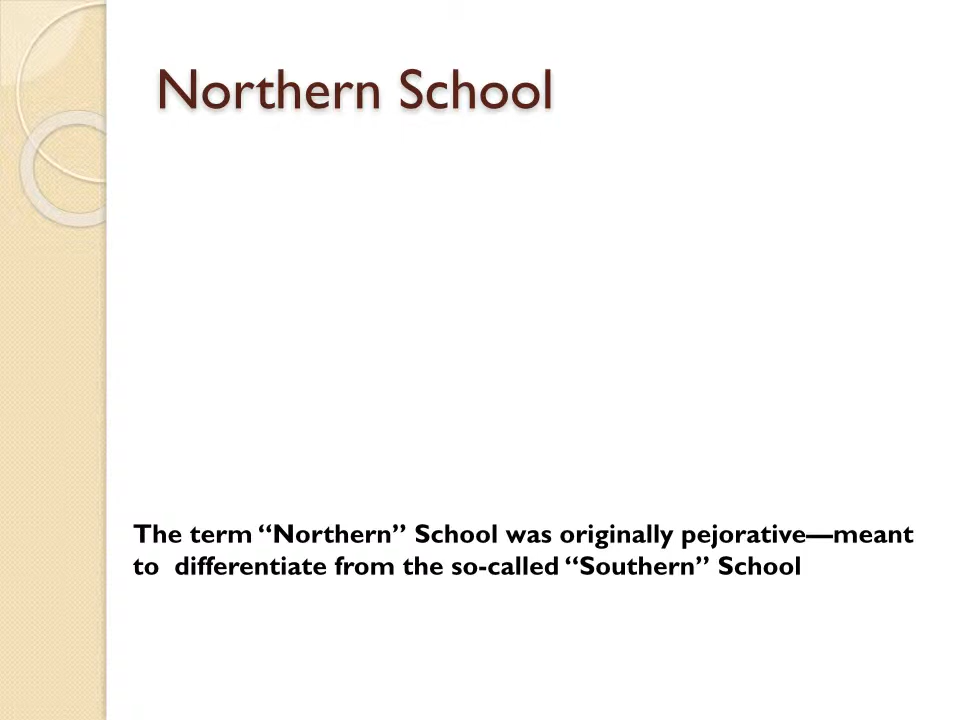 Northern School
The term “Northern” School was originally pejorative—meant
to  differentiate from the so-called “Southern” School